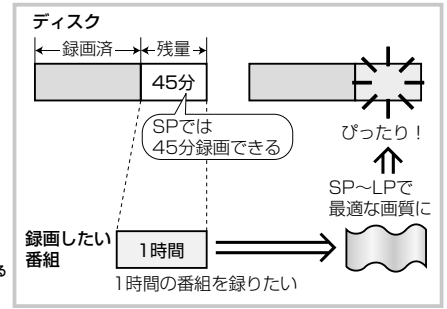 ディスク
録画済
残量
45分
SPでは
45分録画できる
ぴったり！
SP～LPで
最適な画質に
録画したい
番組
1時間
1時間の番組を録りたい
る